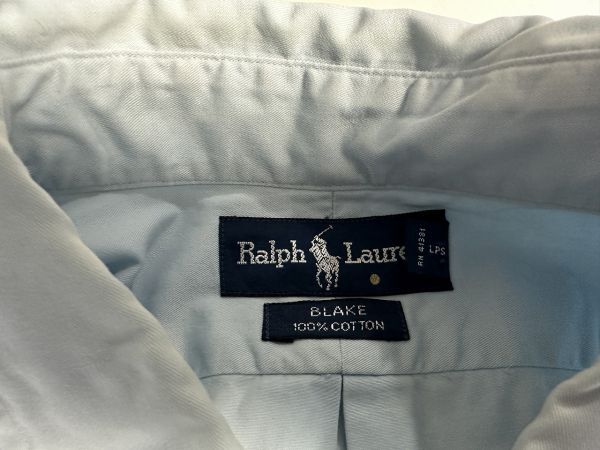 Ralph Laure
RN 41381
LPS
BLAKE
100% COTTON